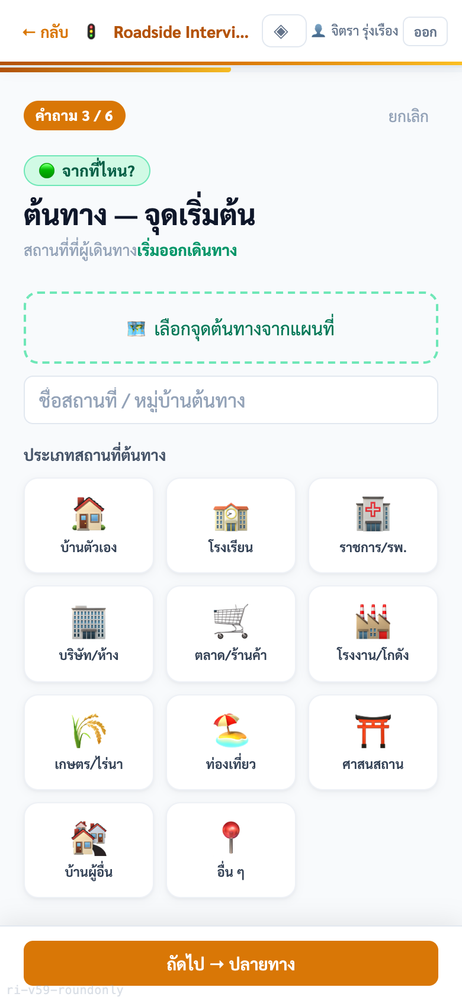 ← กลับ
Roadside Intervi...
จิตรา รุ่งเรือง
ออก
คำถาม 3 / 6
ยกเลิก
จากที่ไหน?
ต้นทาง — จุดเริ่มต้น
สถานที่ที่ผู้เดินทางเริ่มออกเดินทาง
เลือกจุดต้นทางจากแผนที่
ชื่อสถานที่ / หมู่บ้านต้นทาง
ประเภทสถานที่ต้นทาง
บ้านตัวเอง
โรงเรียน
ราชการ/รพ.
บริษัท/ห้าง
ตลาด/ร้านค้า
โรงงาน/โกดัง
เกษตร/ไร่นา
ท่องเที่ยว
ศาสนสถาน
บ้านผู้อื่น
อื่น ๆ
ถัดไป → ปลายทาง
ri-v59-roundonly